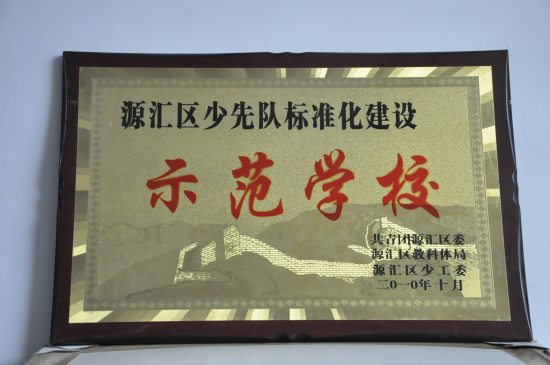 源汇区少先队标准化建设
示范学校
共青团源汇区委
源汇区教科体局
源汇区少工委
二〇一〇年十月